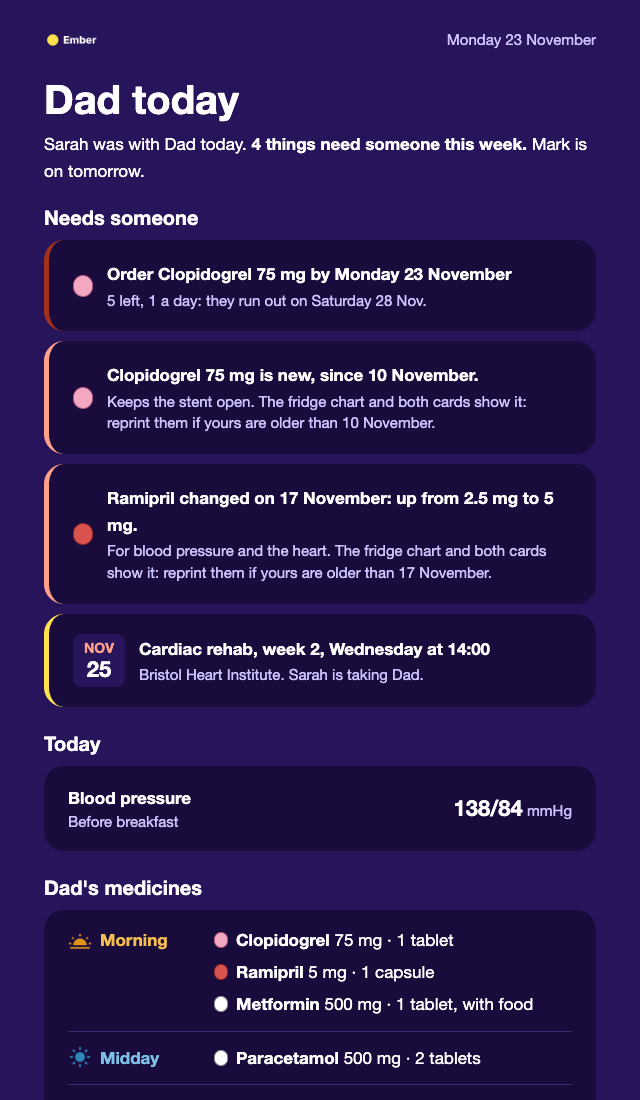 Ember
Monday 23 November
Dad today
Sarah was with Dad today. 4 things need someone this week. Mark is
on tomorrow.
Needs someone
Order Clopidogrel 75 mg by Monday 23 November
5 left, 1 a day: they run out on Saturday 28 Nov.
Clopidogrel 75 mg is new, since 10 November.
Keeps the stent open. The fridge chart and both cards show it:
reprint them if yours are older than 10 November.
Ramipril changed on 17 November: up from 2.5 mg to 5
mg.
For blood pressure and the heart. The fridge chart and both cards
show it: reprint them if yours are older than 17 November.
NOV
25
Cardiac rehab, week 2, Wednesday at 14:00
Bristol Heart Institute. Sarah is taking Dad.
Today
Blood pressure
Before breakfast
138/84 mmHg
Dad's medicines
Morning
Clopidogrel 75 mg · 1 tablet
Ramipril 5 mg · 1 capsule
Metformin 500 mg · 1 tablet, with food
Midday
Paracetamol 500 mg · 2 tablets